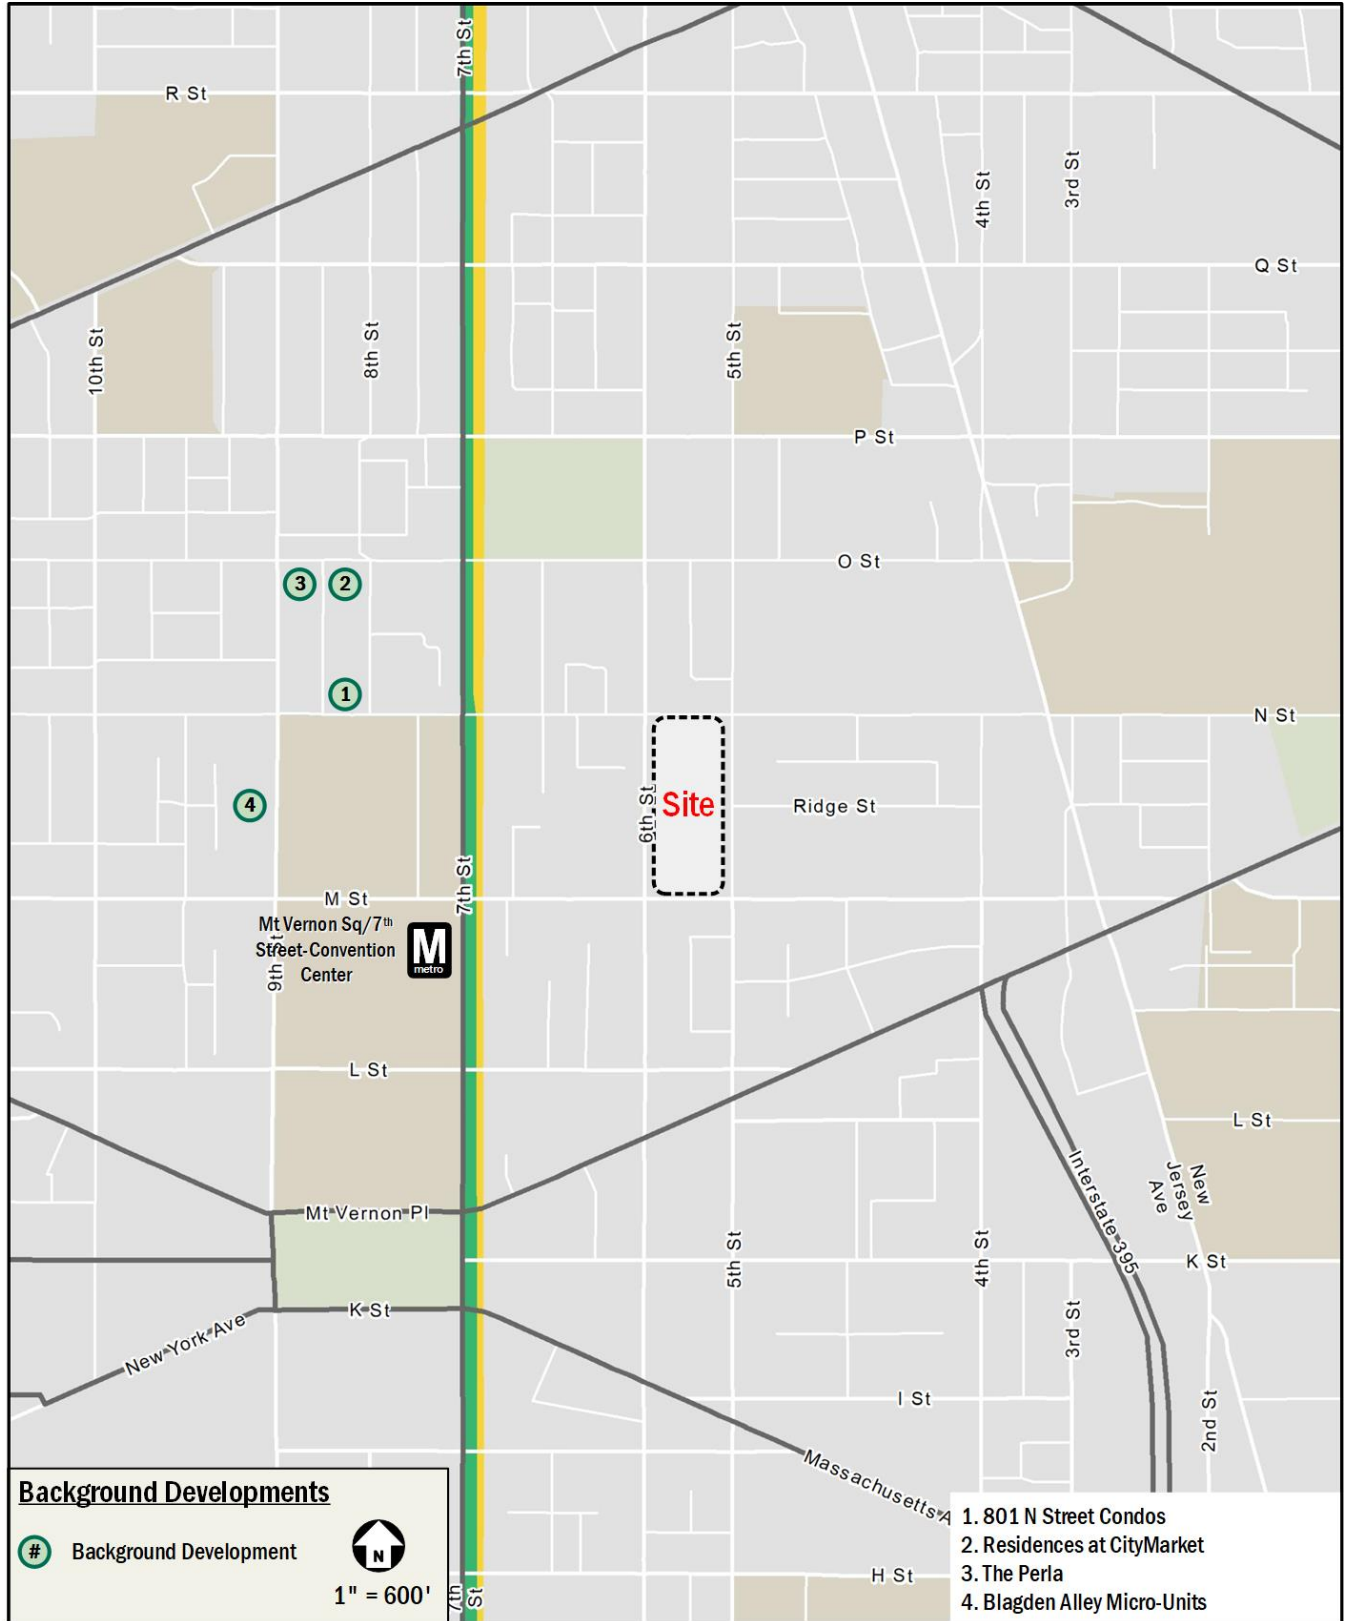 7th St
R St
4th St
3rd St
Q St
10th St
8th St
5th St
P St
O St
3
2
1
N St
4
6th St
Site
Ridge St
7th St
M St
Mt Vernon Sq/7th
Street-Convention
Center
9th St
M
metro
L St
L St
Mt Vernon Pl
Interstate 395
New
Jersey
Ave
5th St
4th St
K St
K St
New York Ave
3rd St
I St
2nd St
Massachusetts A
H St
7th
St
Background Developments
# Background Development
N
1" = 600'
1. 801 N Street Condos
2. Residences at CityMarket
3. The Perla
4. Blagden Alley Micro-Units